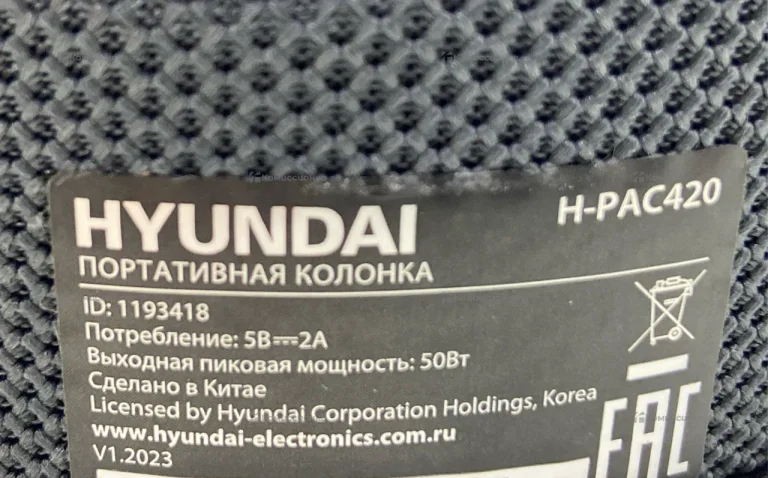 HYUNDAI
H-PAC420
ПОРТАТИВНАЯ КОЛОНКА
ID: 1193418
Потребление: 5В⎓2А
Выходная пиковая мощность: 50Вт
Сделано в Китае
Licensed by Hyundai Corporation Holdings, Korea
www.hyundai-electronics.com.ru
V1.2023
EAC